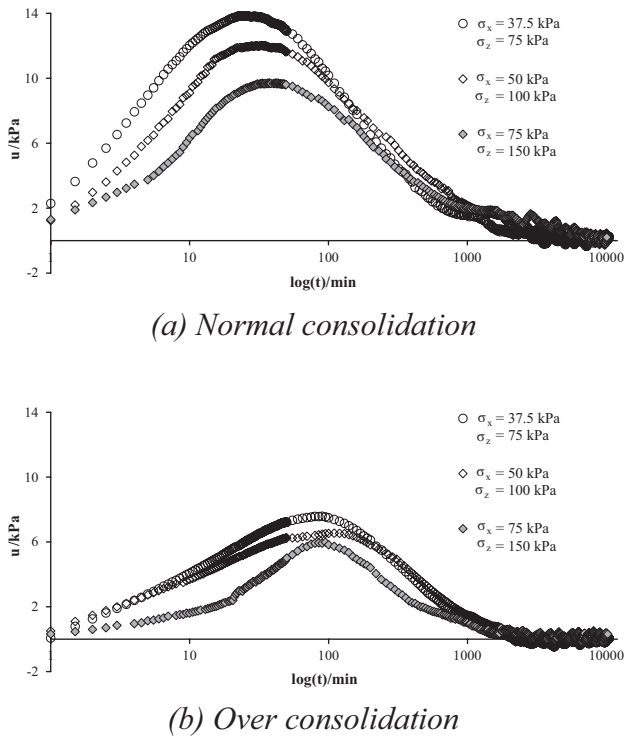 14
10
6
2
-2
u/kPa
1
10
100
1000
10000
log(t)/min
σx = 37.5 kPa
σz = 75 kPa
σx = 50 kPa
σz = 100 kPa
σx = 75 kPa
σz = 150 kPa
(a) Normal consolidation
14
10
6
2
-2
u/kPa
1
10
100
1000
10000
log(t)/min
σx = 37.5 kPa
σz = 75 kPa
σx = 50 kPa
σz = 100 kPa
σx = 75 kPa
σz = 150 kPa
(b) Over consolidation